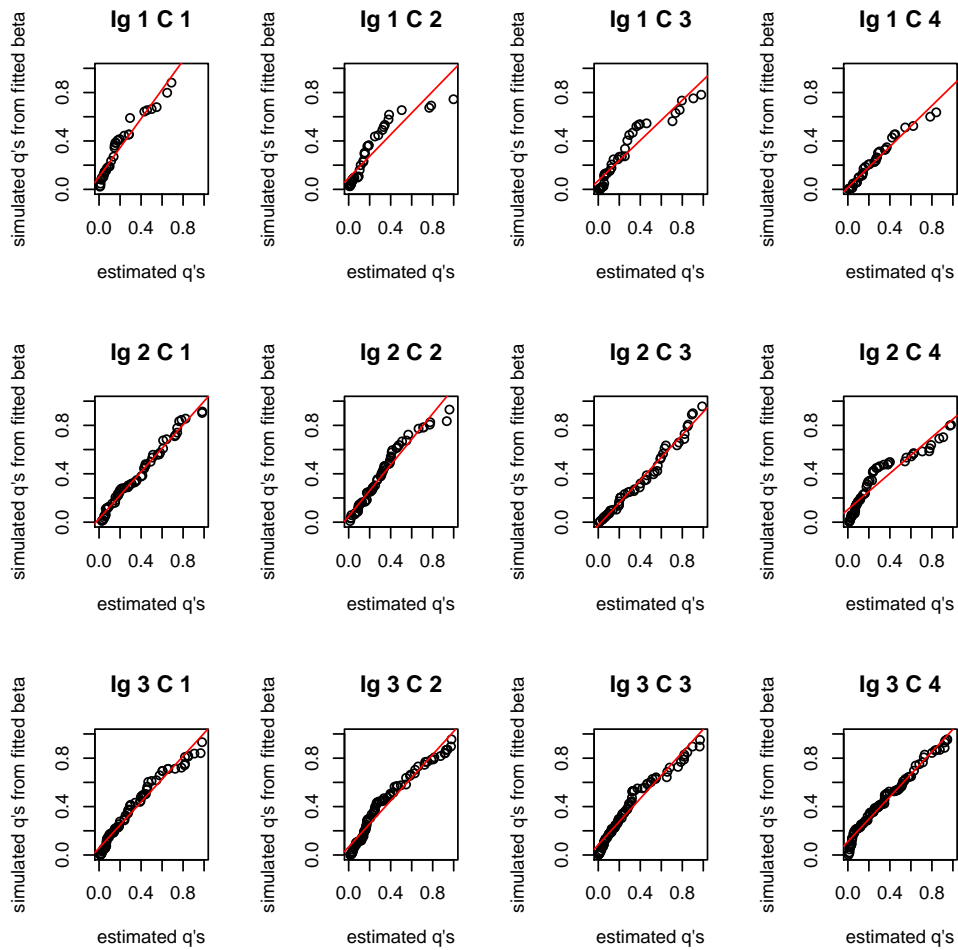 lg 1 C 1
simulated q's from fitted beta
0.0 0.4 0.8
0.0 0.4 0.8
estimated q's
lg 1 C 2
simulated q's from fitted beta
0.0 0.4 0.8
0.0 0.4 0.8
estimated q's
lg 1 C 3
simulated q's from fitted beta
0.0 0.4 0.8
0.0 0.4 0.8
estimated q's
lg 1 C 4
simulated q's from fitted beta
0.0 0.4 0.8
0.0 0.4 0.8
estimated q's
lg 2 C 1
simulated q's from fitted beta
0.0 0.4 0.8
0.0 0.4 0.8
estimated q's
lg 2 C 2
simulated q's from fitted beta
0.0 0.4 0.8
0.0 0.4 0.8
estimated q's
lg 2 C 3
simulated q's from fitted beta
0.0 0.4 0.8
0.0 0.4 0.8
estimated q's
lg 2 C 4
simulated q's from fitted beta
0.0 0.4 0.8
0.0 0.4 0.8
estimated q's
lg 3 C 1
simulated q's from fitted beta
0.0 0.4 0.8
0.0 0.4 0.8
estimated q's
lg 3 C 2
simulated q's from fitted beta
0.0 0.4 0.8
0.0 0.4 0.8
estimated q's
lg 3 C 3
simulated q's from fitted beta
0.0 0.4 0.8
0.0 0.4 0.8
estimated q's
lg 3 C 4
simulated q's from fitted beta
0.0 0.4 0.8
0.0 0.4 0.8
estimated q's